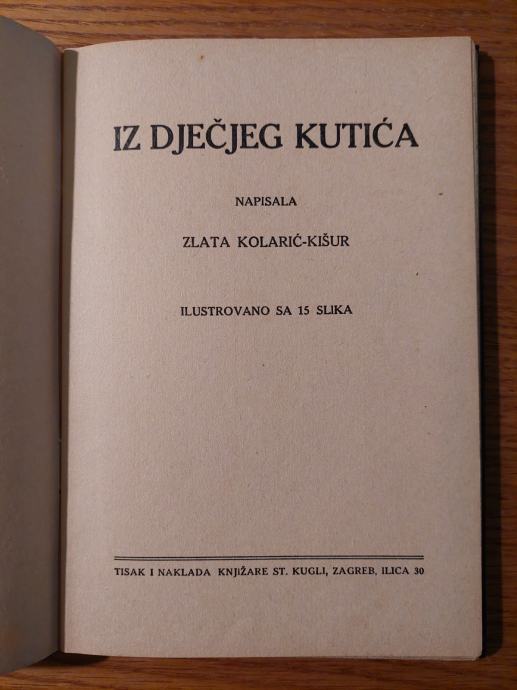 IZ DJEČJEG KUTIĆA
NAPISALA
ZLATA KOLARIĆ-KIŠUR
ILUSTROVANO SA 15 SLIKA
TISAK I NAKLADA KNJIŽARE ST. KUGLI, ZAGREB, ILICA 30